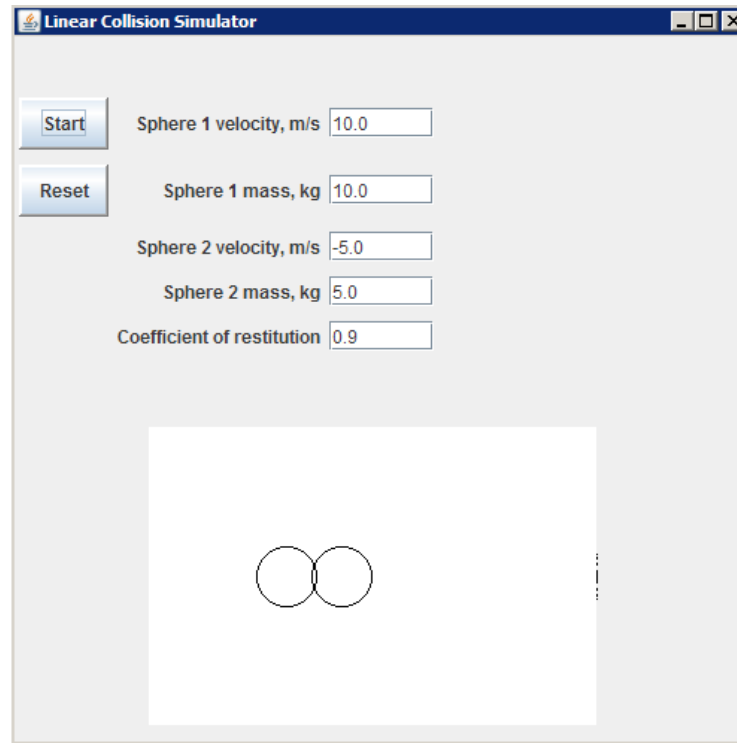 Linear Collision Simulator
Start Sphere 1 velocity, m/s 10.0
Reset Sphere 1 mass, kg 10.0
Sphere 2 velocity, m/s -5.0
Sphere 2 mass, kg 5.0
Coefficient of restitution 0.9